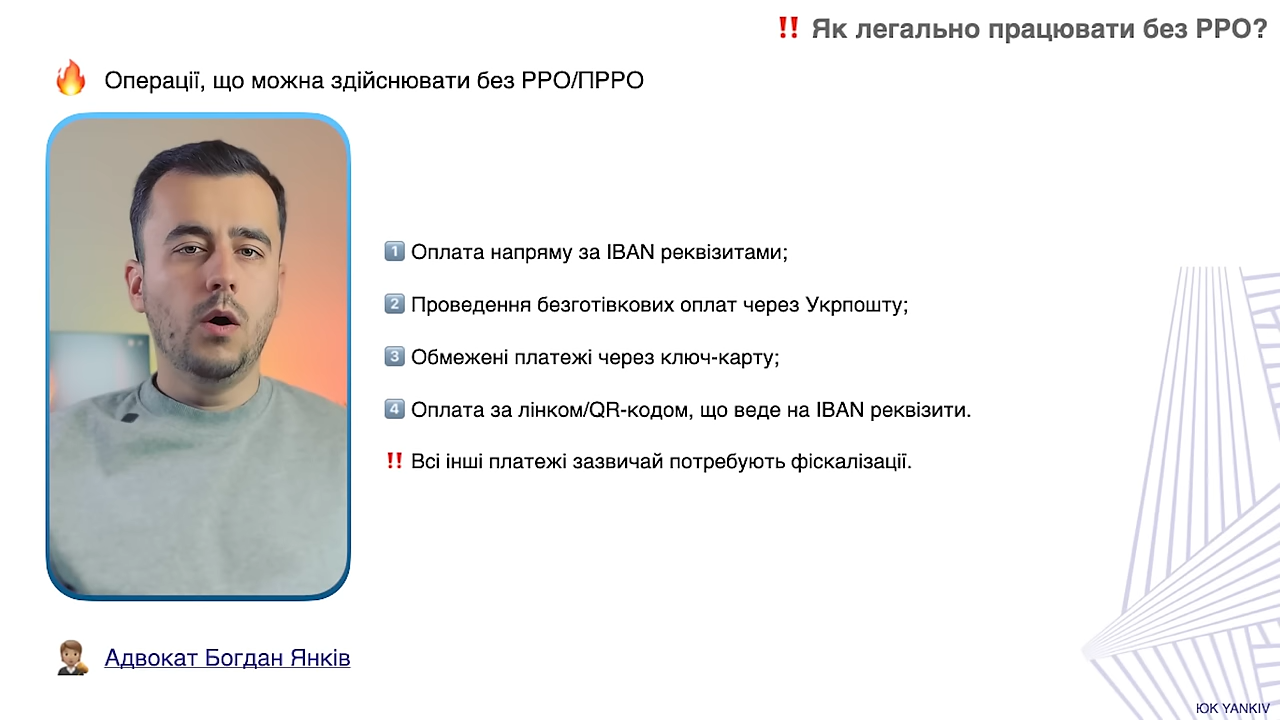 ‼️ Як легально працювати без РРО?
🔥 Операції, що можна здійснювати без РРО/ПРРО
1️⃣ Оплата напряму за IBAN реквізитами;
2️⃣ Проведення безготівкових оплат через Укрпошту;
3️⃣ Обмежені платежі через ключ-карту;
4️⃣ Оплата за лінком/QR-кодом, що веде на IBAN реквізити.
‼️ Всі інші платежі зазвичай потребують фіскалізації.
Адвокат Богдан Янків
ЮК YANKIV